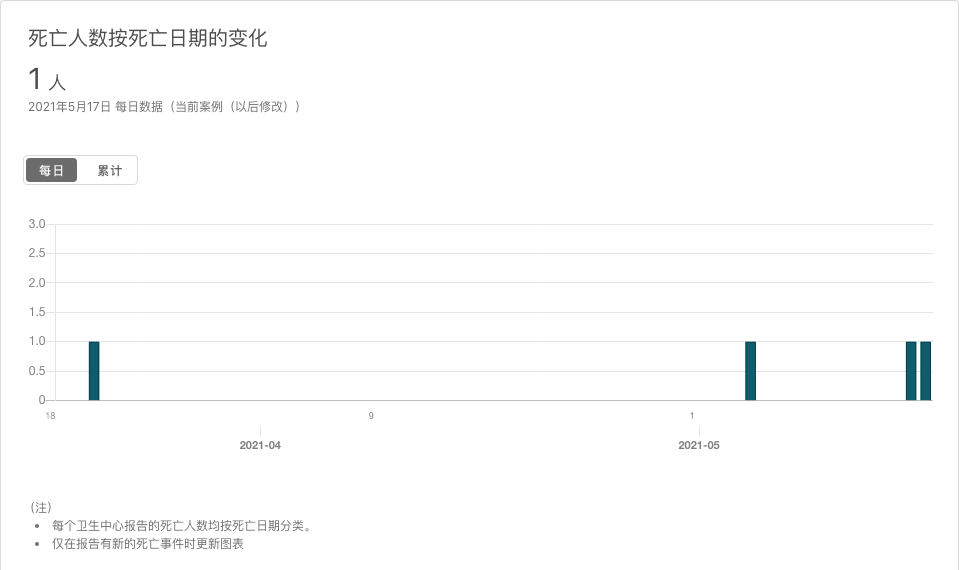 死亡人数按死亡日期的变化
1 人
2021年5月17日 每日数据（当前案例（以后修改））
每日 累计
3.0
2.5
2.0
1.5
1.0
0.5
0
18 9 1
2021-04 2021-05
（注）
• 每个卫生中心报告的死亡人数均按死亡日期分类。
• 仅在报告有新的死亡事件时更新图表